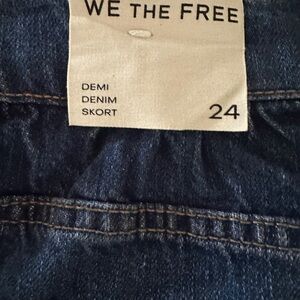 WE THE FREE
DEMI
DENIM
SKORT
24